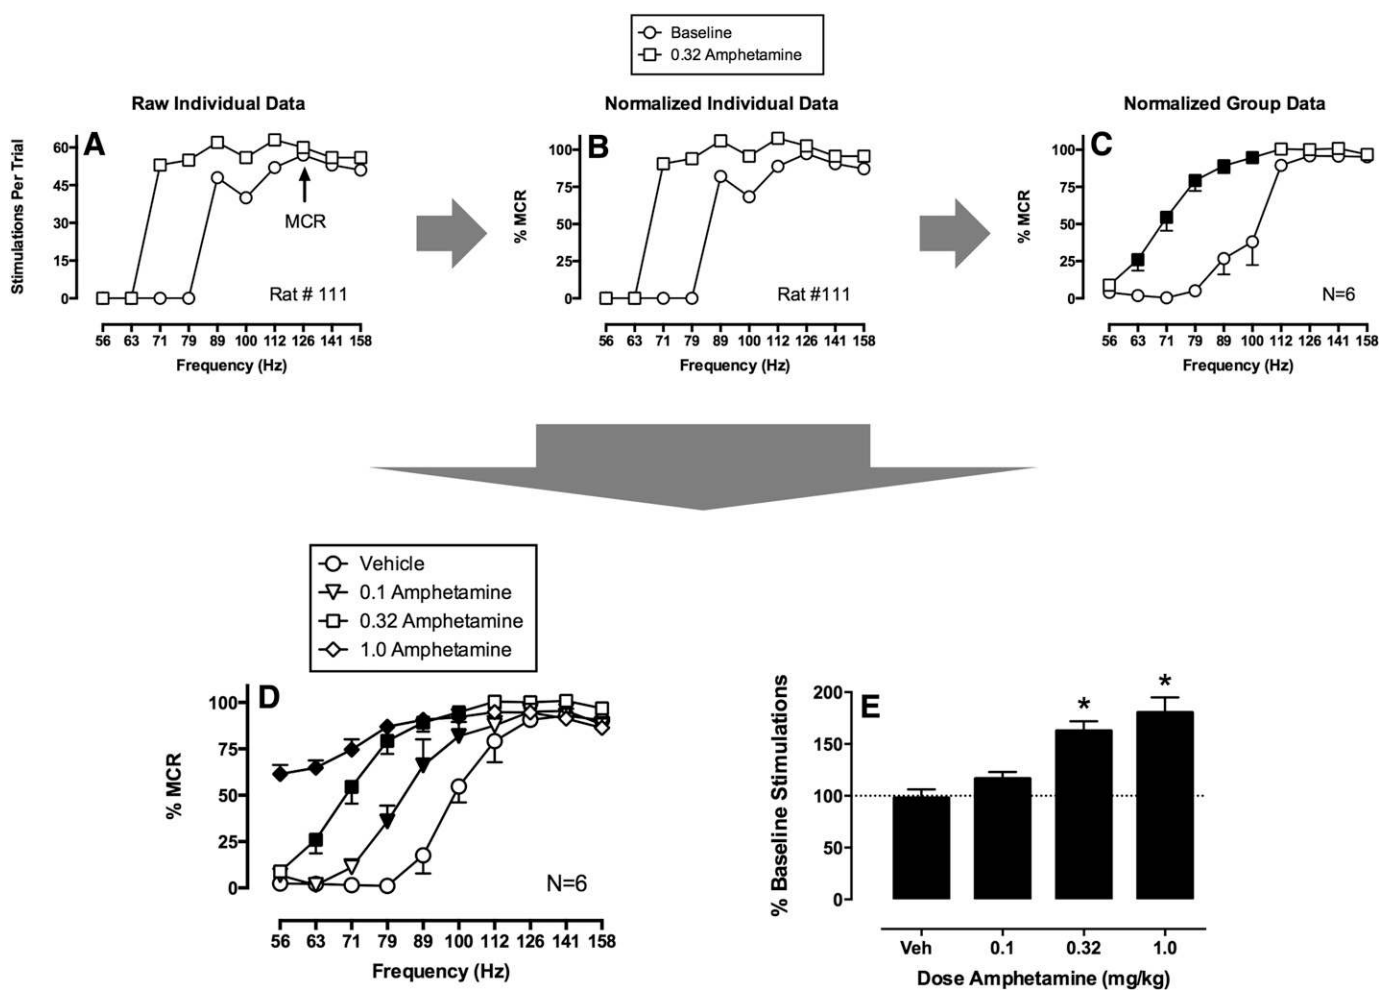 Baseline
0.32 Amphetamine
Raw Individual Data
Normalized Individual Data
Normalized Group Data
A
Stimulations Per Trial
60
45
30
15
0
MCR
Rat # 111
56 63 71 79 89 100 112 126 141 158
Frequency (Hz)
B
% MCR
100
75
50
25
0
Rat #111
56 63 71 79 89 100 112 126 141 158
Frequency (Hz)
C
% MCR
100
75
50
25
0
N=6
56 63 71 79 89 100 112 126 141 158
Frequency (Hz)
Vehicle
0.1 Amphetamine
0.32 Amphetamine
1.0 Amphetamine
D
% MCR
100
75
50
25
0
N=6
56 63 71 79 89 100 112 126 141 158
Frequency (Hz)
E
% Baseline Stimulations
200
150
100
50
0
* *
Veh 0.1 0.32 1.0
Dose Amphetamine (mg/kg)